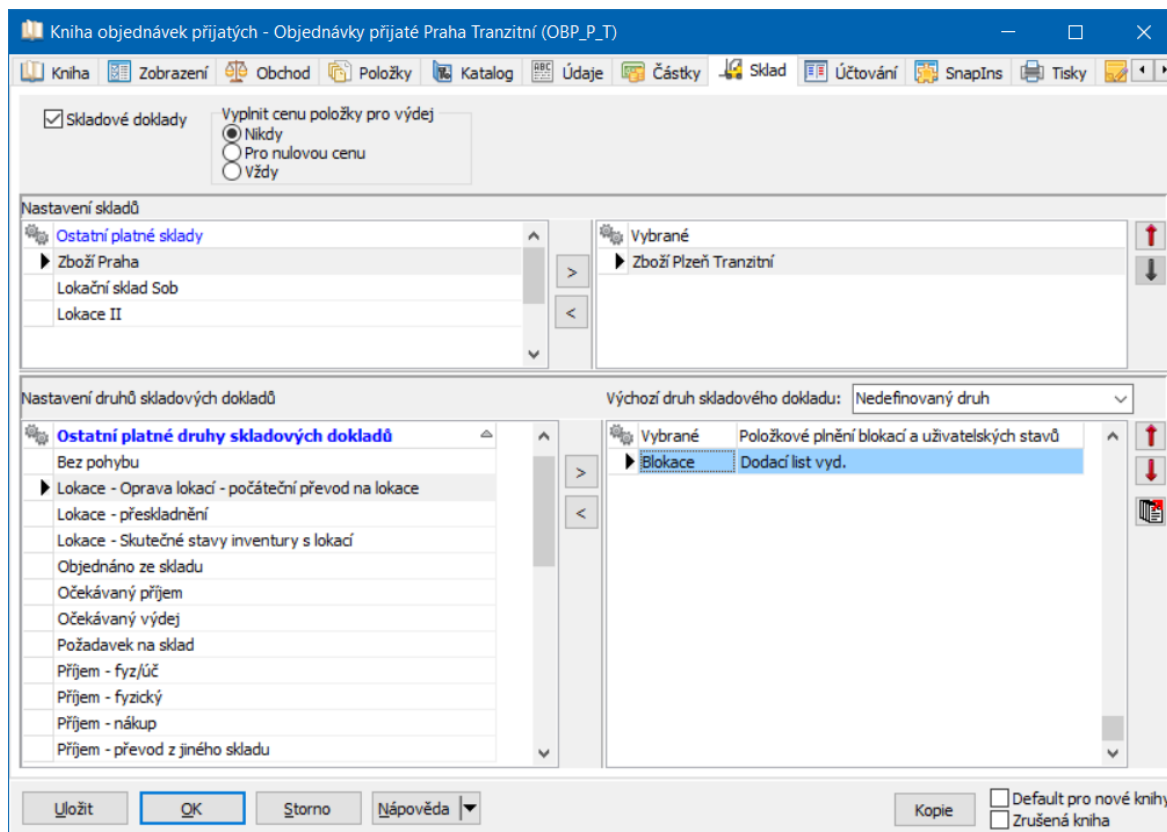 Kniha objednávek přijatých - Objednávky přijaté Praha Tranzitní (OBP_P_T)
Kniha Zobrazení Obchod Položky Katalog Údaje Částky Sklad Účtování SnapIns Tisky
Skladové doklady
Vyplnit cenu položky pro výdej
Nikdy
Pro nulovou cenu
Vždy
Nastavení skladů
Ostatní platné sklady
Zboží Praha
Lokační sklad Sob
Lokace II
>
<
Vybrané
Zboží Plzeň Tranzitní
Nastavení druhů skladových dokladů
Výchozí druh skladového dokladu: Nedefinovaný druh
Ostatní platné druhy skladových dokladů
Bez pohybu
Lokace - Oprava lokací - počáteční převod na lokace
Lokace - přeskladnění
Lokace - Skutečné stavy inventury s lokací
Objednáno ze skladu
Očekávaný příjem
Očekávaný výdej
Požadavek na sklad
Příjem - fyz/úč
Příjem - fyzický
Příjem - nákup
Příjem - převod z jiného skladu
>
<
Vybrané Položkové plnění blokací a uživatelských stavů
Blokace Dodací list vyd.
Uložit OK Storno Nápověda Kopie
Default pro nové knihy
Zrušená kniha